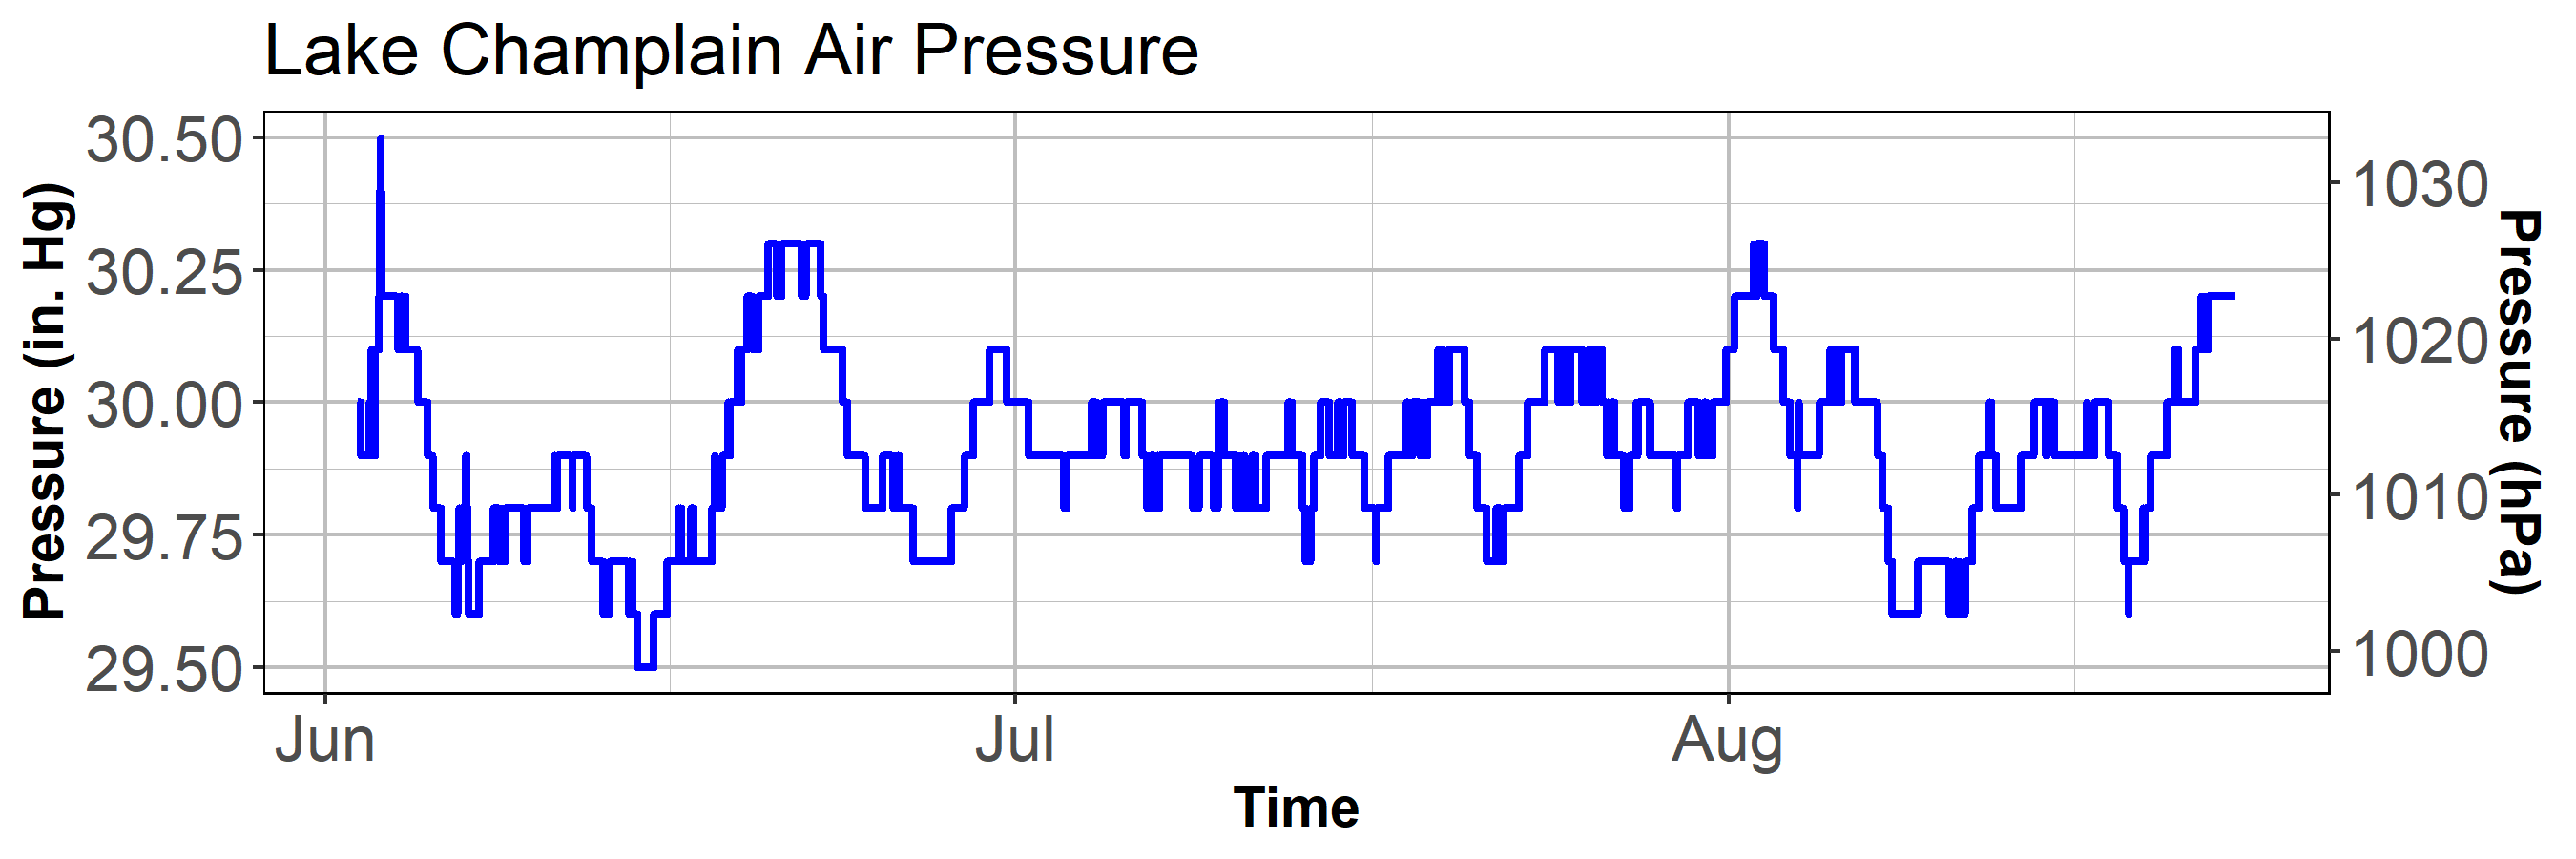 Lake Champlain Air Pressure
30.50
30.25
30.00
29.75
29.50
Pressure (in. Hg)
1030
1020
1010
1000
Pressure (hPa)
Jun Jul Aug
Time